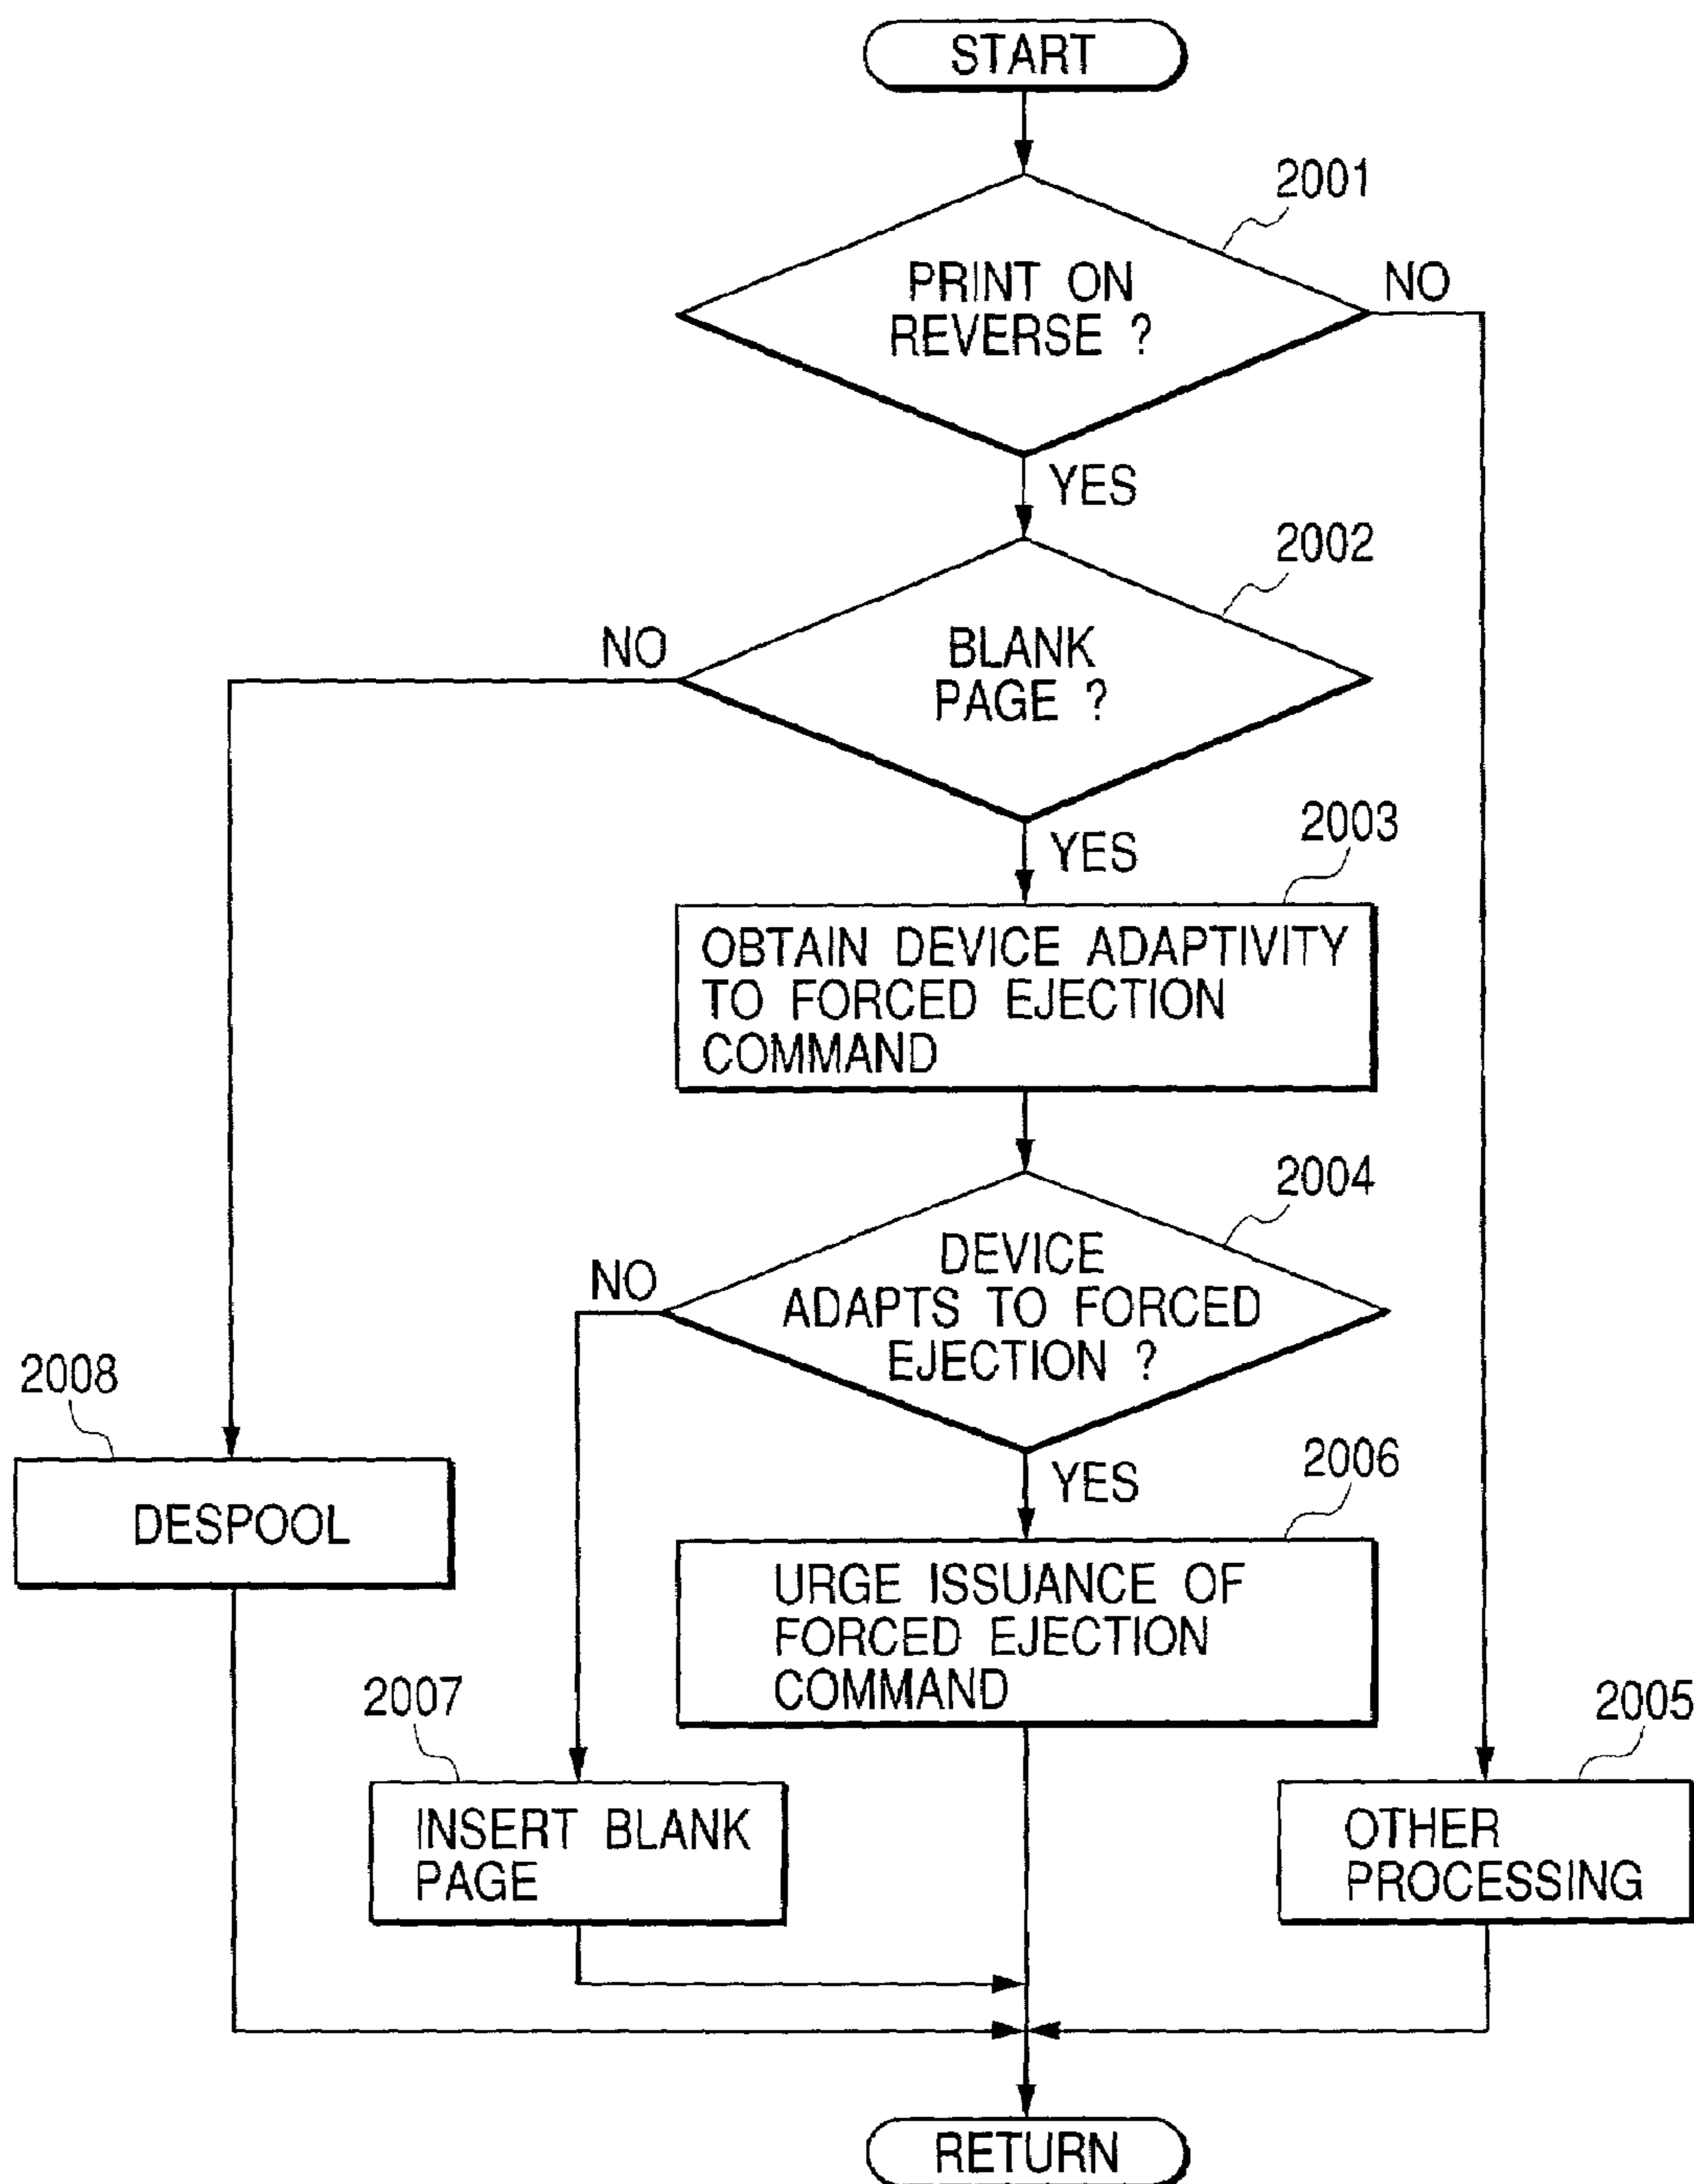 START
2001
PRINT ON
REVERSE ?
NO
YES
2002
BLANK
PAGE ?
NO
YES
2003
OBTAIN DEVICE ADAPTIVITY
TO FORCED EJECTION
COMMAND
2004
DEVICE
ADAPTS TO FORCED
EJECTION ?
NO
YES
2008
DESPOOL
2006
URGE ISSUANCE OF
FORCED EJECTION
COMMAND
2007
INSERT BLANK
PAGE
2005
OTHER
PROCESSING
RETURN